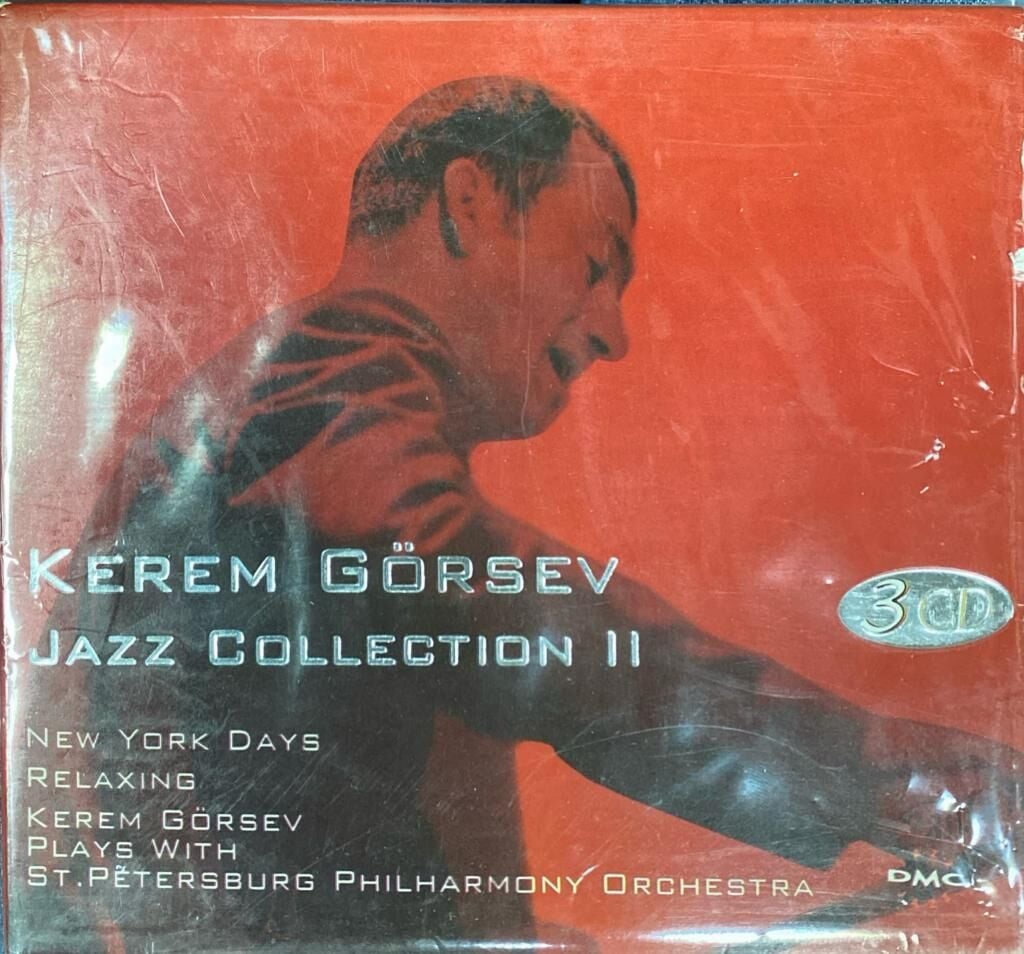 KEREM GÖRSEV
JAZZ COLLECTION II
3 CD
NEW YORK DAYS
RELAXING
KEREM GÖRSEV
PLAYS WITH
ST.PETERSBURG PHILHARMONY ORCHESTRA
DMC